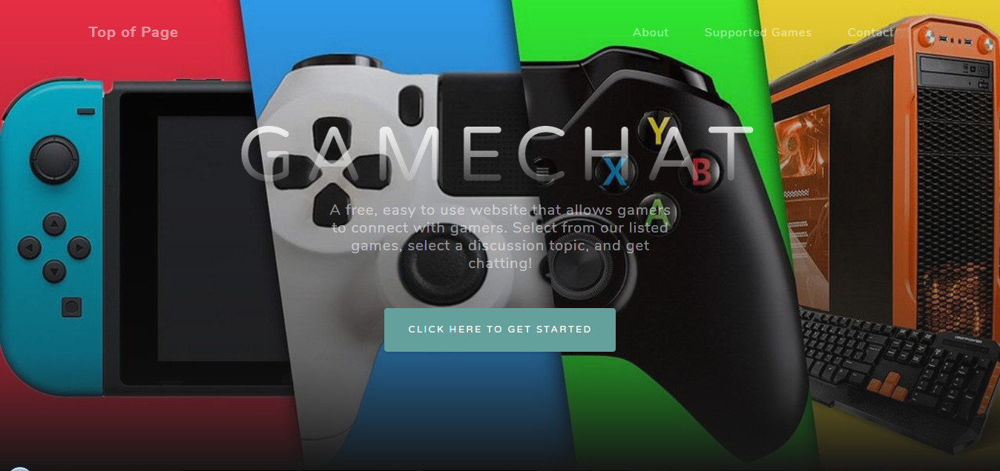 Top of Page
About
Supported Games
Contact
GAMECHAT
A free, easy to use website that allows gamers
to connect with gamers. Select from our listed
games, select a discussion topic, and get
chatting!
CLICK HERE TO GET STARTED
Y
X
B
A